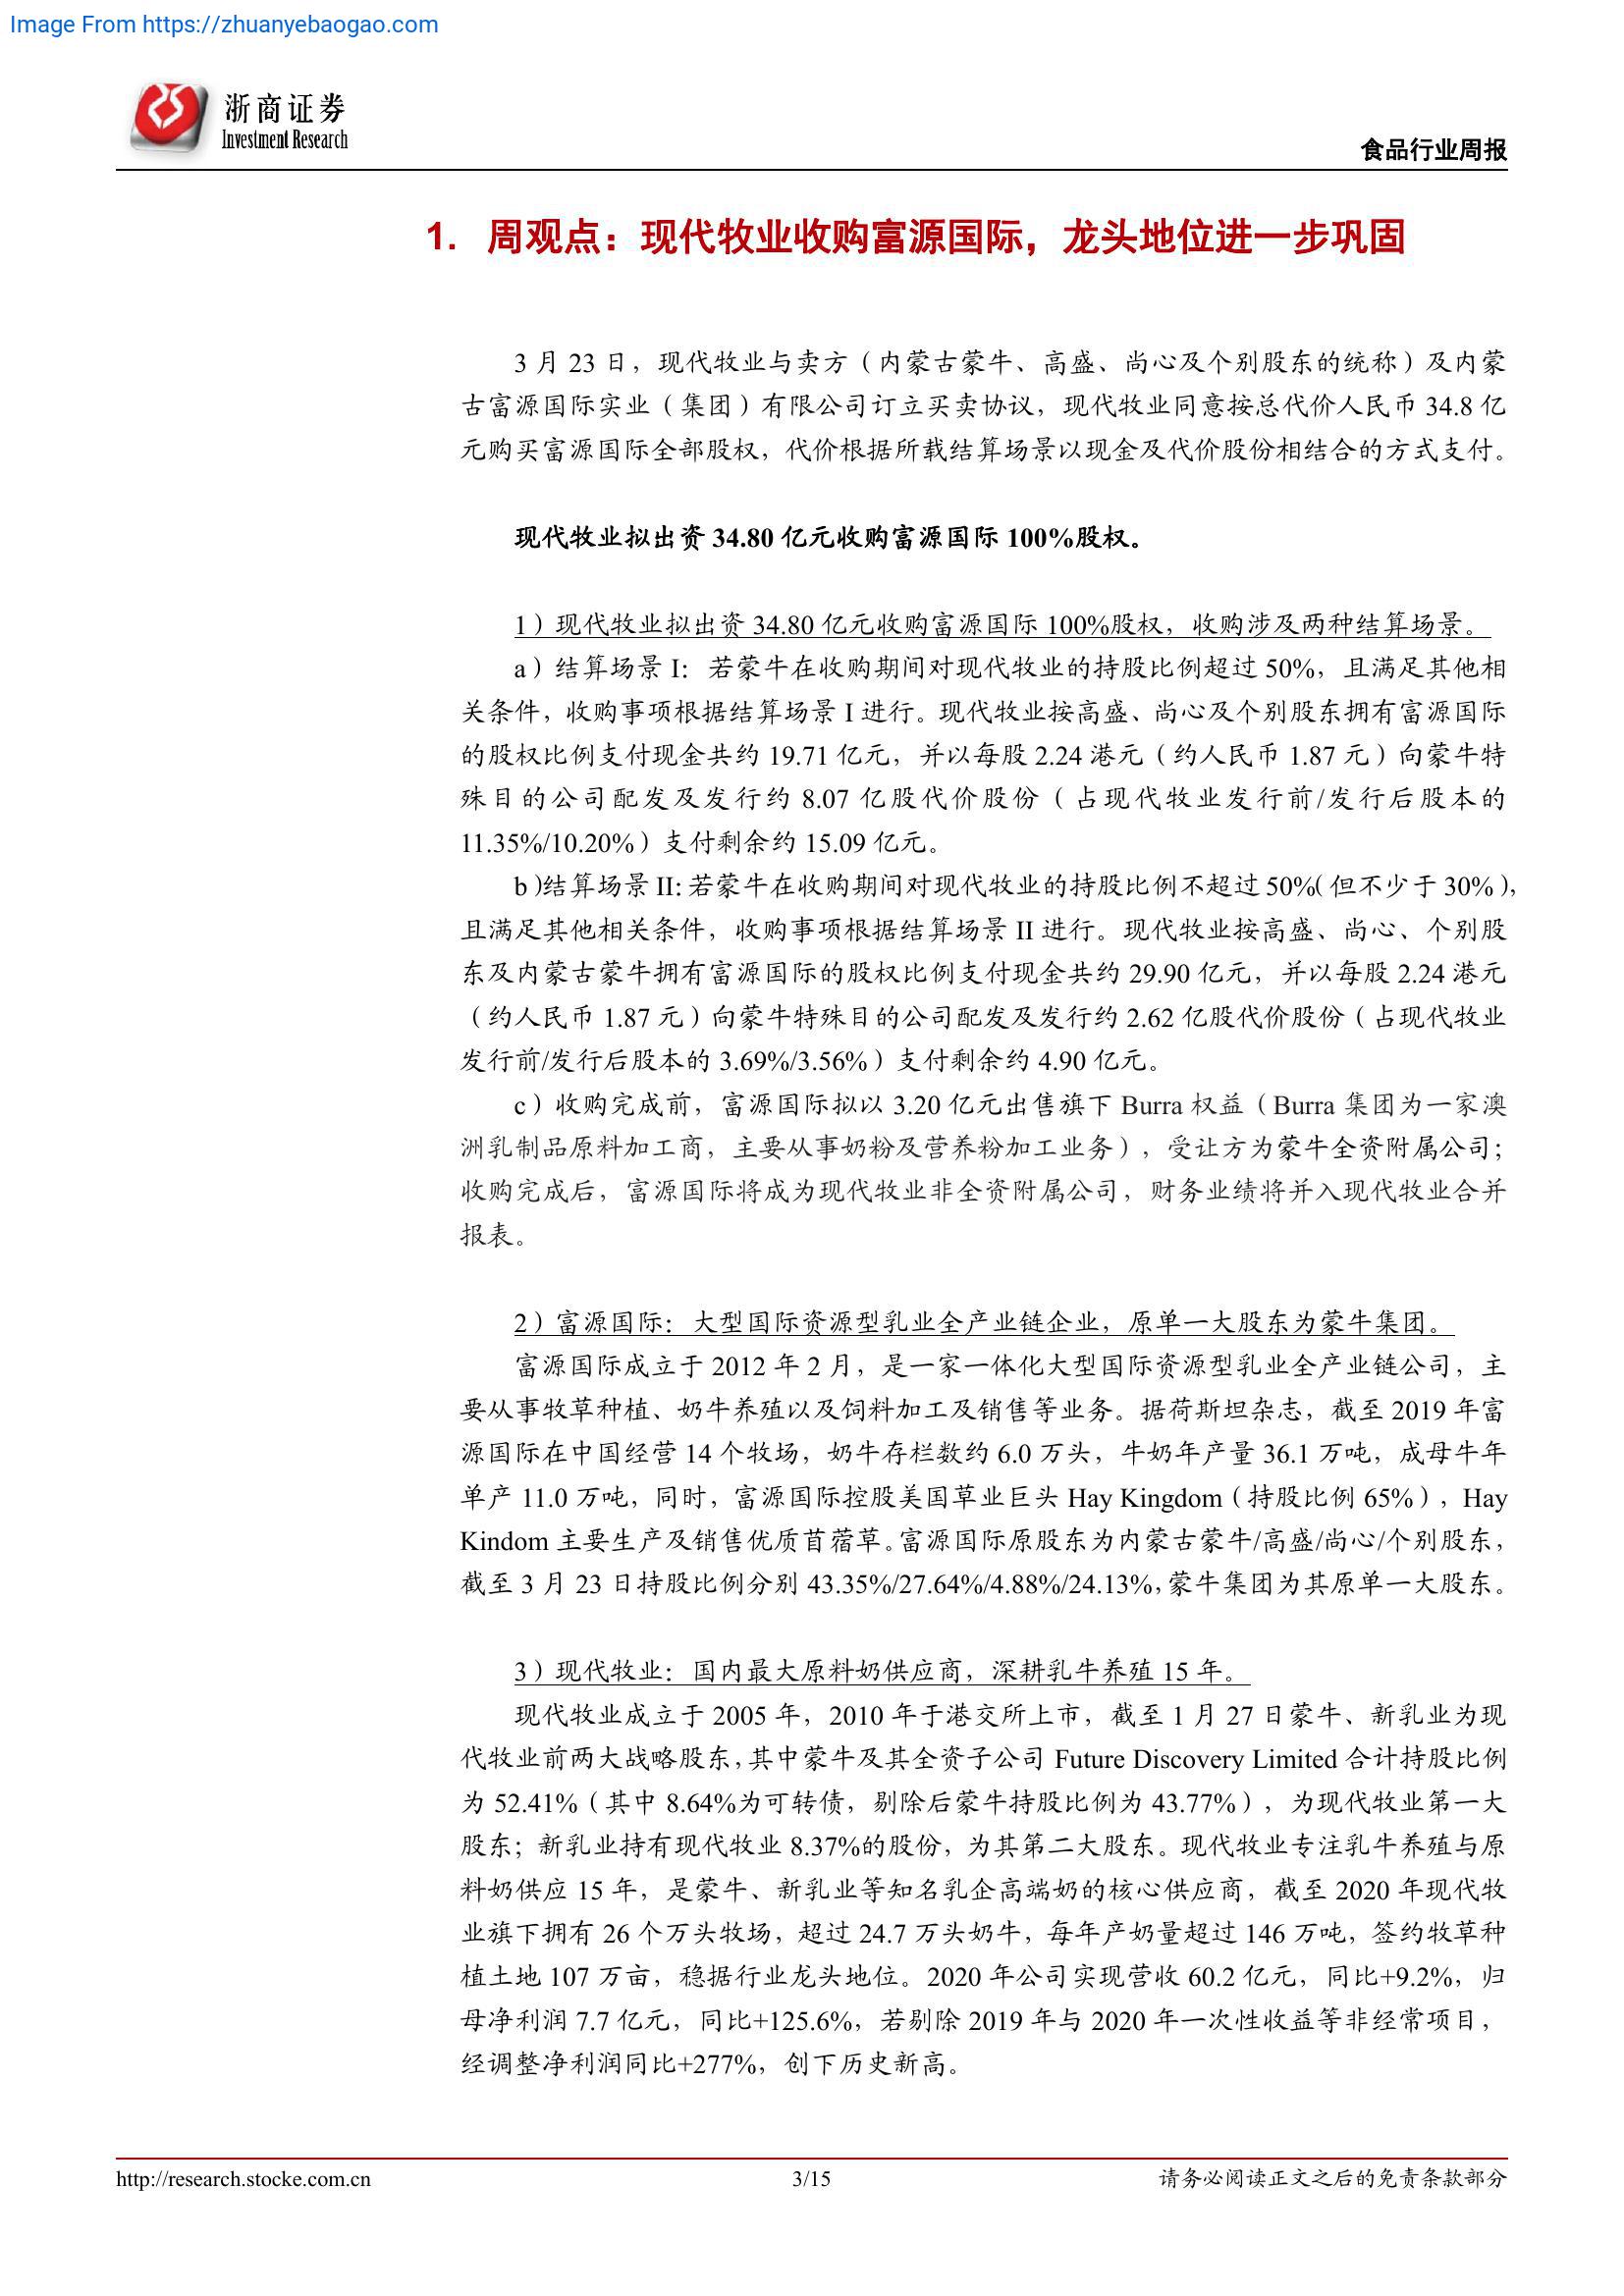 Image From https://zhuanyebaogao.com
浙商证券
Investment Research
食品行业周报
1. 周观点：现代牧业收购富源国际，龙头地位进一步巩固
3 月 23 日，现代牧业与卖方（内蒙古蒙牛、高盛、尚心及个别股东的统称）及内蒙
古富源国际实业（集团）有限公司订立买卖协议，现代牧业同意按总代价人民币 34.8 亿
元购买富源国际全部股权，代价根据所载结算场景以现金及代价股份相结合的方式支付。
现代牧业拟出资 34.80 亿元收购富源国际 100%股权。
1）现代牧业拟出资 34.80 亿元收购富源国际 100%股权，收购涉及两种结算场景。
a）结算场景 I：若蒙牛在收购期间对现代牧业的持股比例超过 50%，且满足其他相
关条件，收购事项根据结算场景 I 进行。现代牧业按高盛、尚心及个别股东拥有富源国际
的股权比例支付现金共约 19.71 亿元，并以每股 2.24 港元（约人民币 1.87 元）向蒙牛特
殊目的公司配发及发行约 8.07 亿股代价股份（占现代牧业发行前/发行后股本的
11.35%/10.20%）支付剩余约 15.09 亿元。
b）结算场景 II：若蒙牛在收购期间对现代牧业的持股比例不超过 50%（但不少于 30%），
且满足其他相关条件，收购事项根据结算场景 II 进行。现代牧业按高盛、尚心、个别股
东及内蒙古蒙牛拥有富源国际的股权比例支付现金共约 29.90 亿元，并以每股 2.24 港元
（约人民币 1.87 元）向蒙牛特殊目的公司配发及发行约 2.62 亿股代价股份（占现代牧业
发行前/发行后股本的 3.69%/3.56%）支付剩余约 4.90 亿元。
c）收购完成前，富源国际拟以 3.20 亿元出售旗下 Burra 权益（Burra 集团为一家澳
洲乳制品原料加工商，主要从事奶粉及营养粉加工业务），受让方为蒙牛全资附属公司；
收购完成后，富源国际将成为现代牧业非全资附属公司，财务业绩将并入现代牧业合并
报表。
2）富源国际：大型国际资源型乳业全产业链企业，原单一大股东为蒙牛集团。
富源国际成立于 2012 年 2 月，是一家一体化大型国际资源型乳业全产业链公司，主
要从事牧草种植、奶牛养殖以及饲料加工及销售等业务。据荷斯坦杂志，截至 2019 年富
源国际在中国经营 14 个牧场，奶牛存栏数约 6.0 万头，牛奶年产量 36.1 万吨，成母牛年
单产 11.0 万吨，同时，富源国际控股美国草业巨头 Hay Kingdom（持股比例 65%），Hay
Kindom 主要生产及销售优质苜蓿草。富源国际原股东为内蒙古蒙牛/高盛/尚心/个别股东，
截至 3 月 23 日持股比例分别 43.35%/27.64%/4.88%/24.13%，蒙牛集团为其原单一大股东。
3）现代牧业：国内最大原料奶供应商，深耕乳牛养殖 15 年。
现代牧业成立于 2005 年，2010 年于港交所上市，截至 1 月 27 日蒙牛、新乳业为现
代牧业前两大战略股东，其中蒙牛及其全资子公司 Future Discovery Limited 合计持股比例
为 52.41%（其中 8.64%为可转债，剔除后蒙牛持股比例为 43.77%），为现代牧业第一大
股东；新乳业持有现代牧业 8.37%的股份，为其第二大股东。现代牧业专注乳牛养殖与原
料奶供应 15 年，是蒙牛、新乳业等知名乳企高端奶的核心供应商，截至 2020 年现代牧
业旗下拥有 26 个万头牧场，超过 24.7 万头奶牛，每年产奶量超过 146 万吨，签约牧草种
植土地 107 万亩，稳据行业龙头地位。2020 年公司实现营收 60.2 亿元，同比+9.2%，归
母净利润 7.7 亿元，同比+125.6%，若剔除 2019 年与 2020 年一次性收益等非经常项目，
经调整净利润同比+277%，创下历史新高。
http://research.stocke.com.cn
3/15
请务必阅读正文之后的免责条款部分